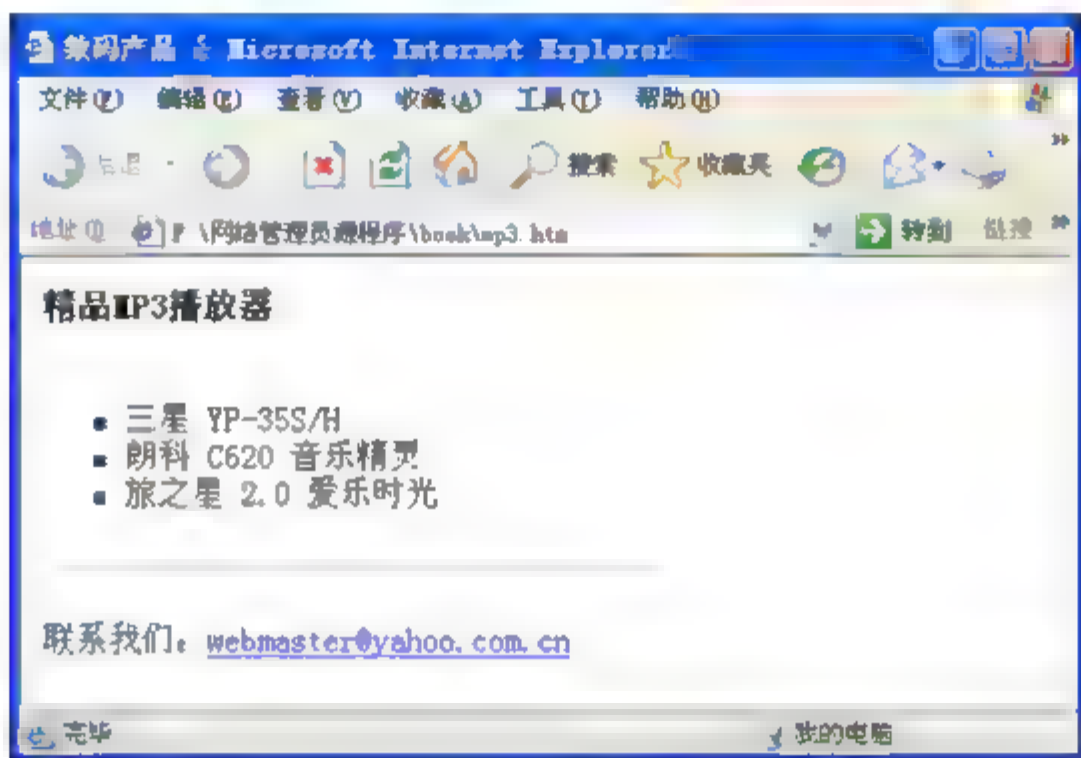 数码产品 - Microsoft Internet Explorer
文件(F) 编辑(E) 查看(V) 收藏(A) 工具(T) 帮助(H)
后退 搜索 收藏夹 »
地址(D) F:\网络管理员源程序\book\mp3.htm 转到 链接 »
精品MP3播放器
三星 YP-35S/H
朗科 C620 音乐精灵
旅之星 2.0 爱乐时光
联系我们：webmaster@yahoo.com.cn
完毕 我的电脑